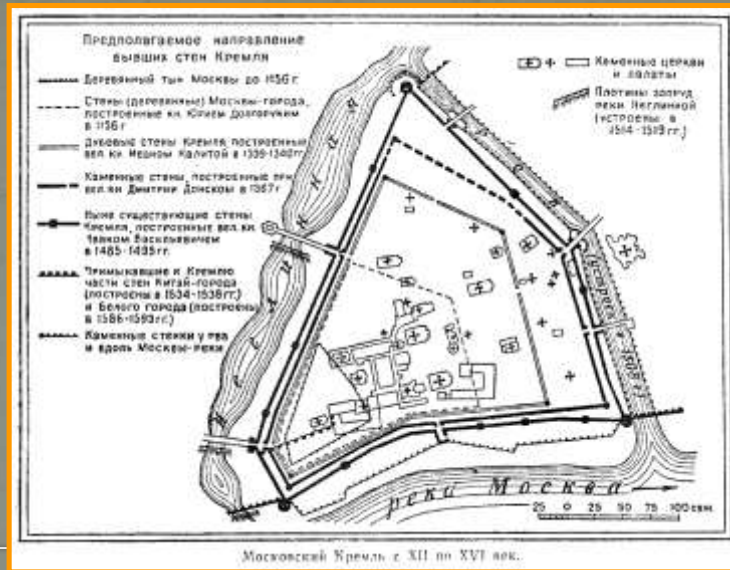 Предполагаемое направление
бывших стен Кремля
Деревянный тын Москвы до 1156 г.
Стены (деревянные) Москвы-города,
построенные кн. Юрием Долгоруким
в 1156 г
Дубовые стены Кремля, построенные
вел. кн. Иваном Калитой в 1339-1340 гг.
Каменные стены, построенные при
вел. кн. Дмитрии Донском в 1367 г
Ныне существующие стены
Кремля, построенные вел. кн.
Иваном Васильевичем
в 1485-1495 гг.
Примыкавшие к Кремлю
части стен Китай-города
(построены в 1534-1538 гг.)
и Белого города (построены
в 1586-1593 гг.)
Каменные стенки у рва
и вдоль Москвы-реки
Каменные церкви
и палаты
Плотины запруд
реки Неглинной
(устроены в
1514-1519 гг.)
река Москва
25 0 25 50 75 100 саж.
Московский Кремль с XII по XVI век.